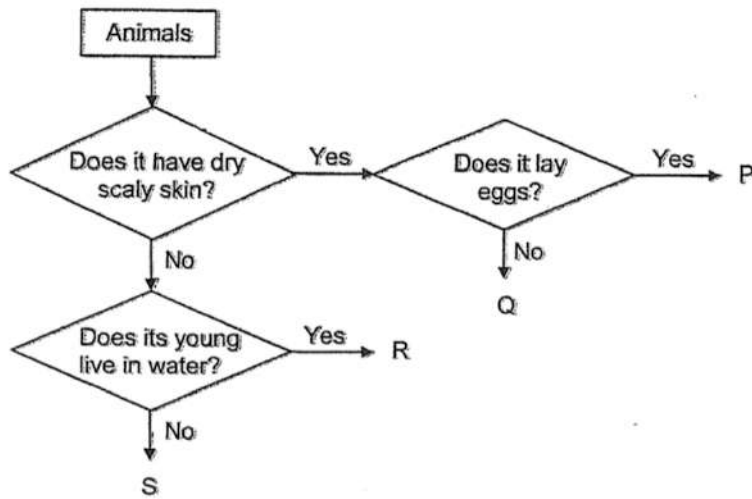 Animals
Does it have dry
scaly skin?
Yes
Does it lay
eggs?
Yes
P
No
No
Q
Does its young
live in water?
Yes
R
No
S